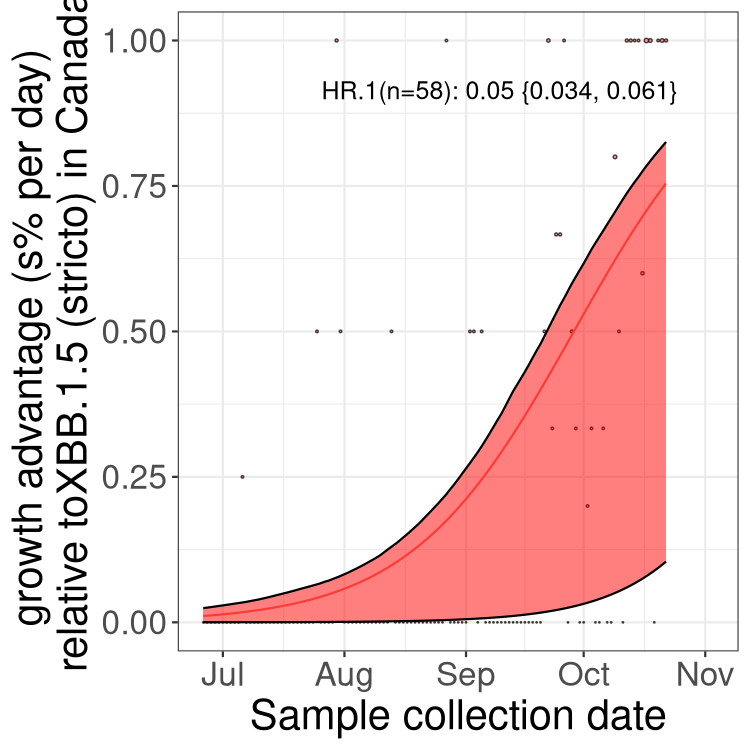 growth advantage (s% per day)
relative toXBB.1.5 (stricto) in Canada
1.00
0.75
0.50
0.25
0.00
HR.1(n=58): 0.05 {0.034, 0.061}
Jul Aug Sep Oct Nov
Sample collection date